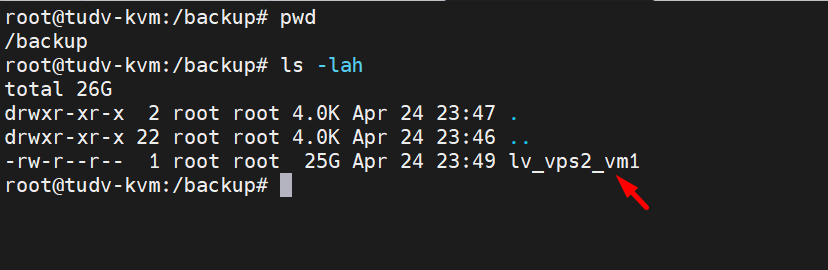 root@tudv-kvm:/backup# pwd
/backup
root@tudv-kvm:/backup# ls -lah
total 26G
drwxr-xr-x  2 root root 4.0K Apr 24 23:47 .
drwxr-xr-x 22 root root 4.0K Apr 24 23:46 ..
-rw-r--r--  1 root root  25G Apr 24 23:49 lv_vps2_vm1
root@tudv-kvm:/backup#